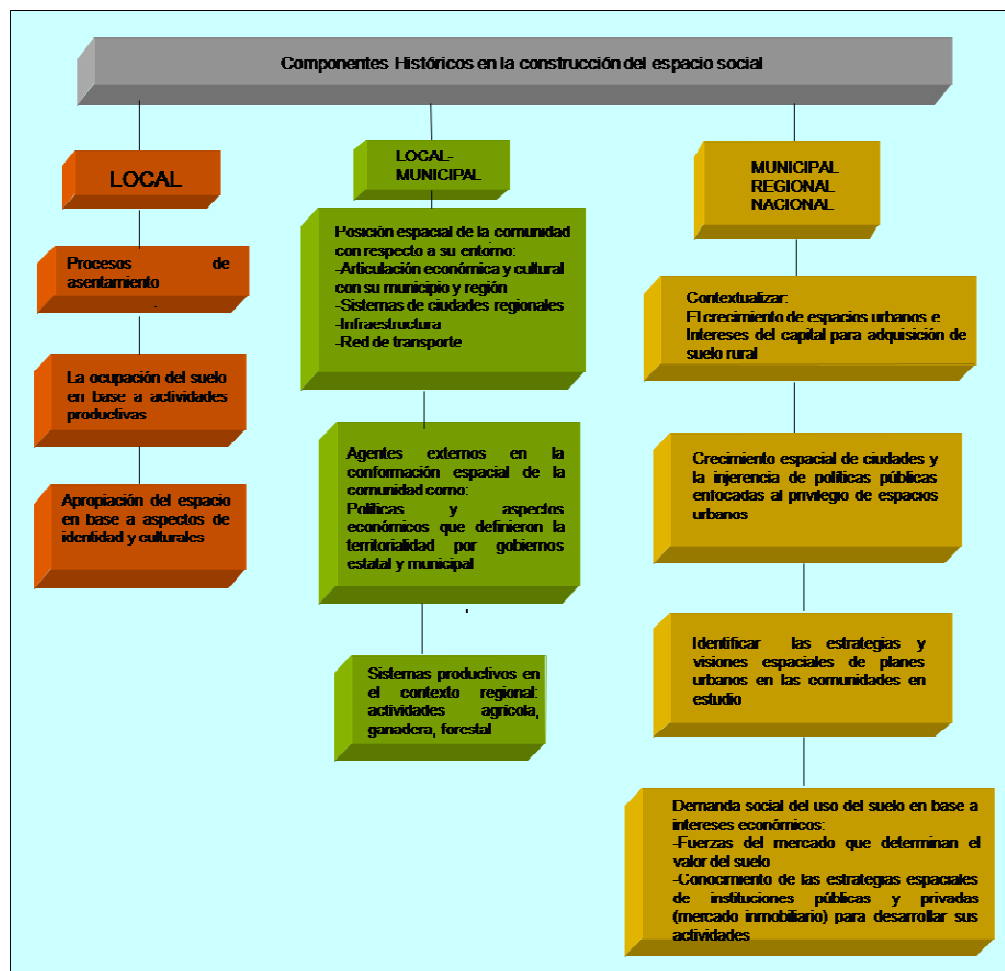 Componentes Históricos en la construcción del espacio social
LOCAL
Procesos de
asentamiento
La ocupación del suelo
en base a actividades
productivas
Apropiación del espacio
en base a aspectos de
identidad y culturales
LOCAL-
MUNICIPAL
Posición espacial de la comunidad
con respecto a su entorno:
-Articulación económica y cultural
con su municipio y región
-Sistemas de ciudades regionales
-Infraestructura
-Red de transporte
Agentes externos en la
conformación espacial de la
comunidad como:
Políticas y aspectos
económicos que definieron la
territorialidad por gobiernos
estatal y municipal
Sistemas productivos en
el contexto regional:
actividades agrícola,
ganadera, forestal
MUNICIPAL
REGIONAL
NACIONAL
Contextualizar:
El crecimiento de espacios urbanos e
Intereses del capital para adquisición de
suelo rural
Crecimiento espacial de ciudades y
la injerencia de políticas públicas
enfocadas al privilegio de espacios
urbanos
Identificar las estrategias y
visiones espaciales de planes
urbanos en las comunidades en
estudio
Demanda social del uso del suelo en base a
intereses económicos:
-Fuerzas del mercado que determinan el
valor del suelo
-Conocimiento de las estrategias espaciales
de instituciones públicas y privadas
(mercado inmobiliario) para desarrollar sus
actividades